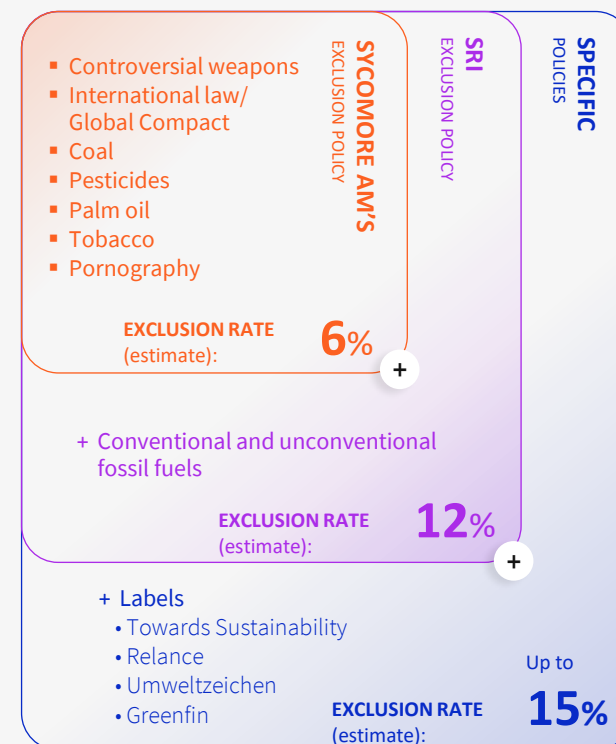 SYCOMORE AM'S
EXCLUSION POLICY
▪ Controversial weapons
▪ International law/
Global Compact
▪ Coal
▪ Pesticides
▪ Palm oil
▪ Tobacco
▪ Pornography
EXCLUSION RATE
(estimate):
6%
+
SRI
EXCLUSION POLICY
+ Conventional and unconventional
fossil fuels
EXCLUSION RATE
(estimate):
12%
+
SPECIFIC
POLICIES
+ Labels
• Towards Sustainability
• Relance
• Umweltzeichen
• Greenfin
EXCLUSION RATE
(estimate):
Up to
15%